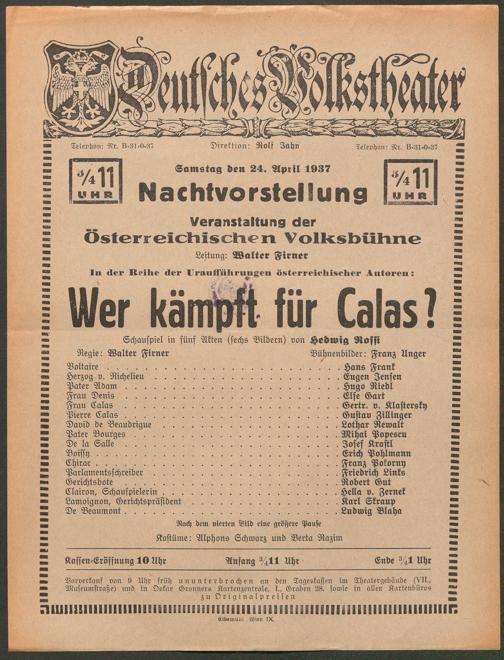 Deutsches Volkstheater
Telephon: Nr. B-31-0-37 Direktion: Rolf Jahn Telephon: Nr. B-31-0-37
Samstag den 24. April 1937
3/4 11 UHR Nachtvorstellung 3/4 11 UHR
Veranstaltung der
Österreichischen Volksbühne
Leitung: Walter Firner
In der Reihe der Uraufführungen österreichischer Autoren:
Wer kämpft für Calas?
Schauspiel in fünf Akten (sechs Bildern) von Hedwig Rossi
Regie: Walter Firner Bühnenbilder: Franz Unger
Voltaire . . . Hans Frank
Herzog v. Richelieu . . . Eugen Jensen
Pater Adam . . . Hugo Riedl
Frau Denis . . . Else Gart
Frau Calas . . . Gertr. v. Klastersky
Pierre Calas . . . Gustav Zillinger
David de Beaudrigue . . . Lothar Rewalt
Pater Bourges . . . Mihai Popescu
De la Salle . . . Josef Krastl
Boissy . . . Erich Pohlmann
Chirac . . . Franz Pokorny
Parlamentsschreiber . . . Friedrich Links
Gerichtsbote . . . Robert Gut
Clairon, Schauspielerin . . . Hella v. Zernek
Lamoignon, Gerichtspräsident . . . Karl Skraup
De Beaumont . . . Ludwig Blaha
Nach dem vierten Bild eine größere Pause
Kostüme: Alphons Schwarz und Berta Razim
Kassen-Eröffnung 10 Uhr Anfang 3/4 11 Uhr Ende 3/4 1 Uhr
Vorverkauf von 9 Uhr früh ununterbrochen an den Tageskassen im Theatergebäude (VII.,
Museumstraße) und in Oskar Gronners Kartenzentrale, I., Graben 28, sowie in allen Kartenbüros
zu Originalpreisen
Elbemühl Wien IX.